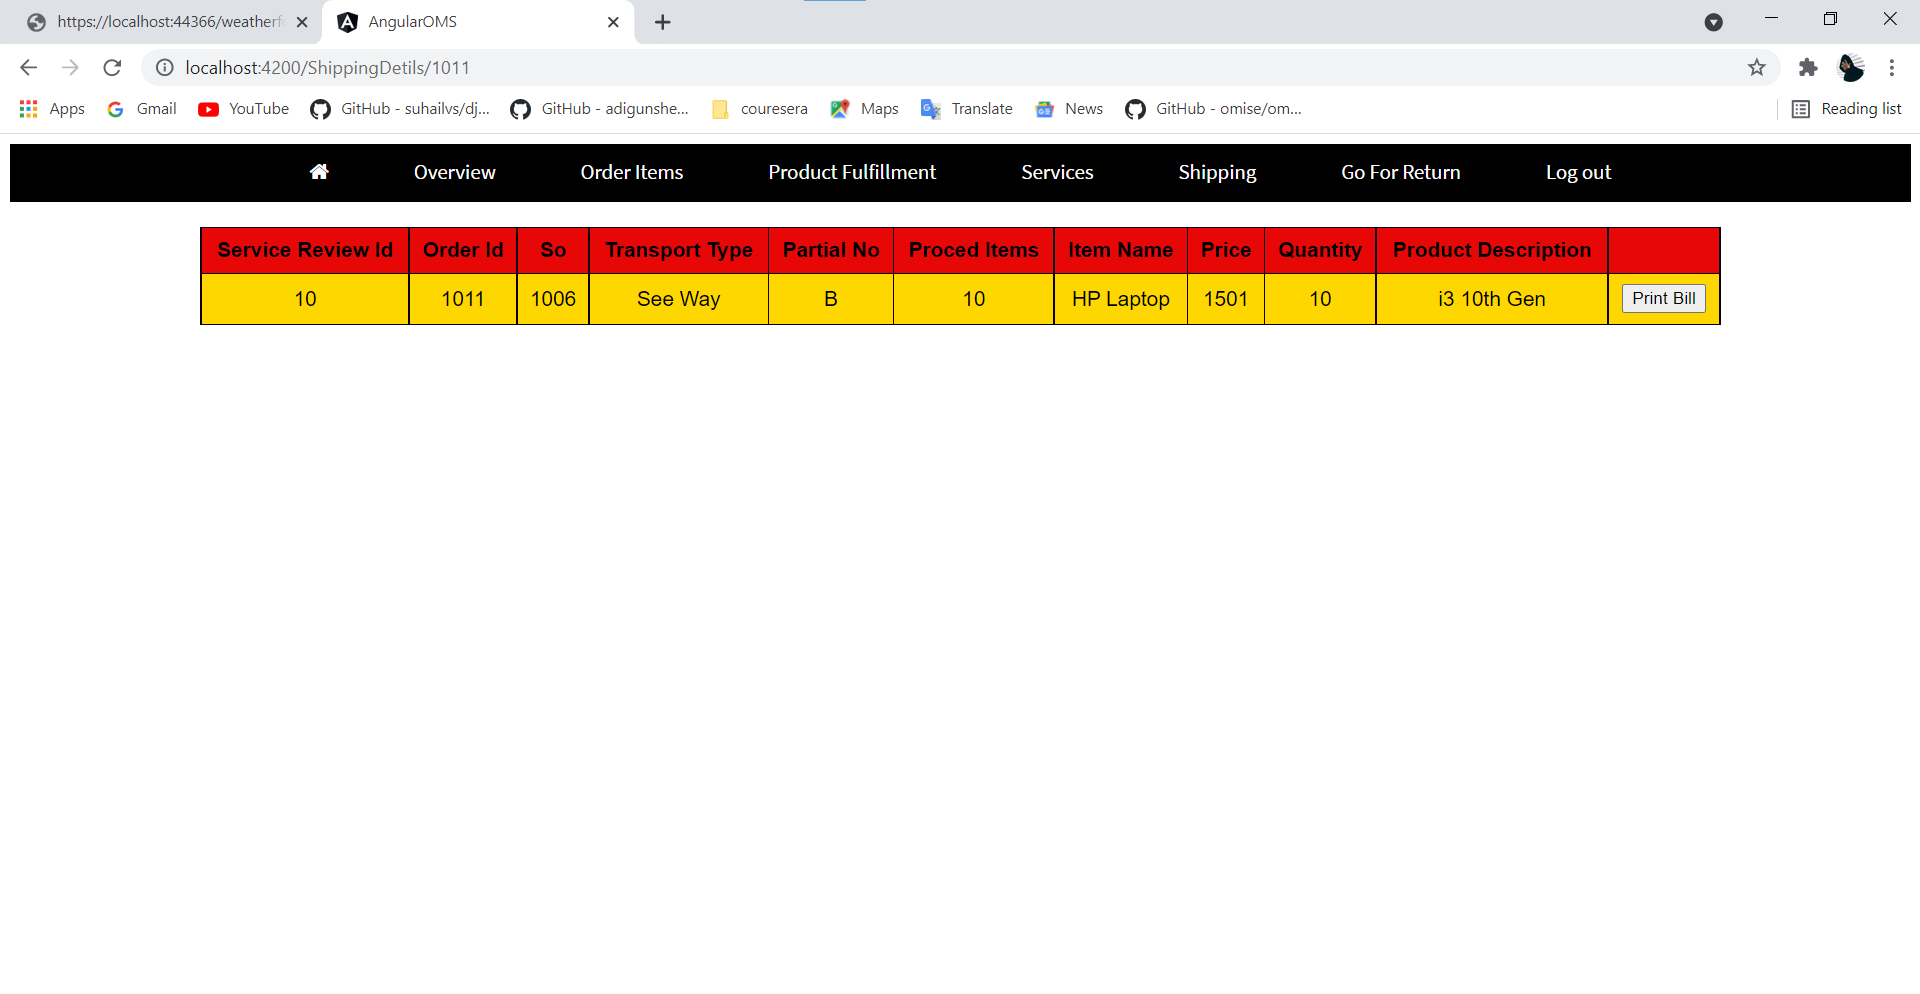 https://localhost:44366/weatherf
AngularOMS
localhost:4200/ShippingDetils/1011
Apps Gmail YouTube GitHub - suhailvs/dj... GitHub - adigunshe... couresera Maps Translate News GitHub - omise/om... Reading list
Overview Order Items Product Fulfillment Services Shipping Go For Return Log out
Service Review Id Order Id So Transport Type Partial No Proced Items Item Name Price Quantity Product Description
10 1011 1006 See Way B 10 HP Laptop 1501 10 i3 10th Gen Print Bill